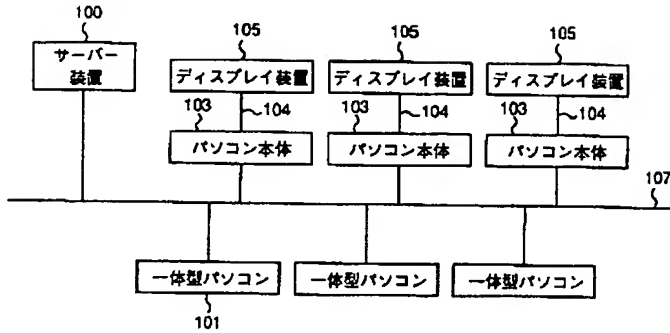 100
サーバー
装置
105
ディスプレイ装置
105
ディスプレイ装置
105
ディスプレイ装置
103
104
103
104
103
104
パソコン本体
パソコン本体
パソコン本体
107
一体型パソコン
一体型パソコン
一体型パソコン
101